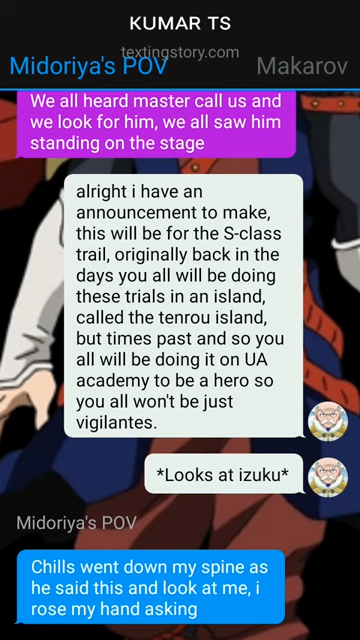 KUMAR TS
textingstory.com
Midoriya's POV
Makarov
We all heard master call us and
we look for him, we all saw him
standing on the stage
alright i have an
announcement to make,
this will be for the S-class
trail, originally back in the
days you all will be doing
these trials in an island,
called the tenrou island,
but times past and so you
all will be doing it on UA
academy to be a hero so
you all won't be just
vigilantes.
*Looks at izuku*
Midoriya's POV
Chills went down my spine as
he said this and look at me, i
rose my hand asking